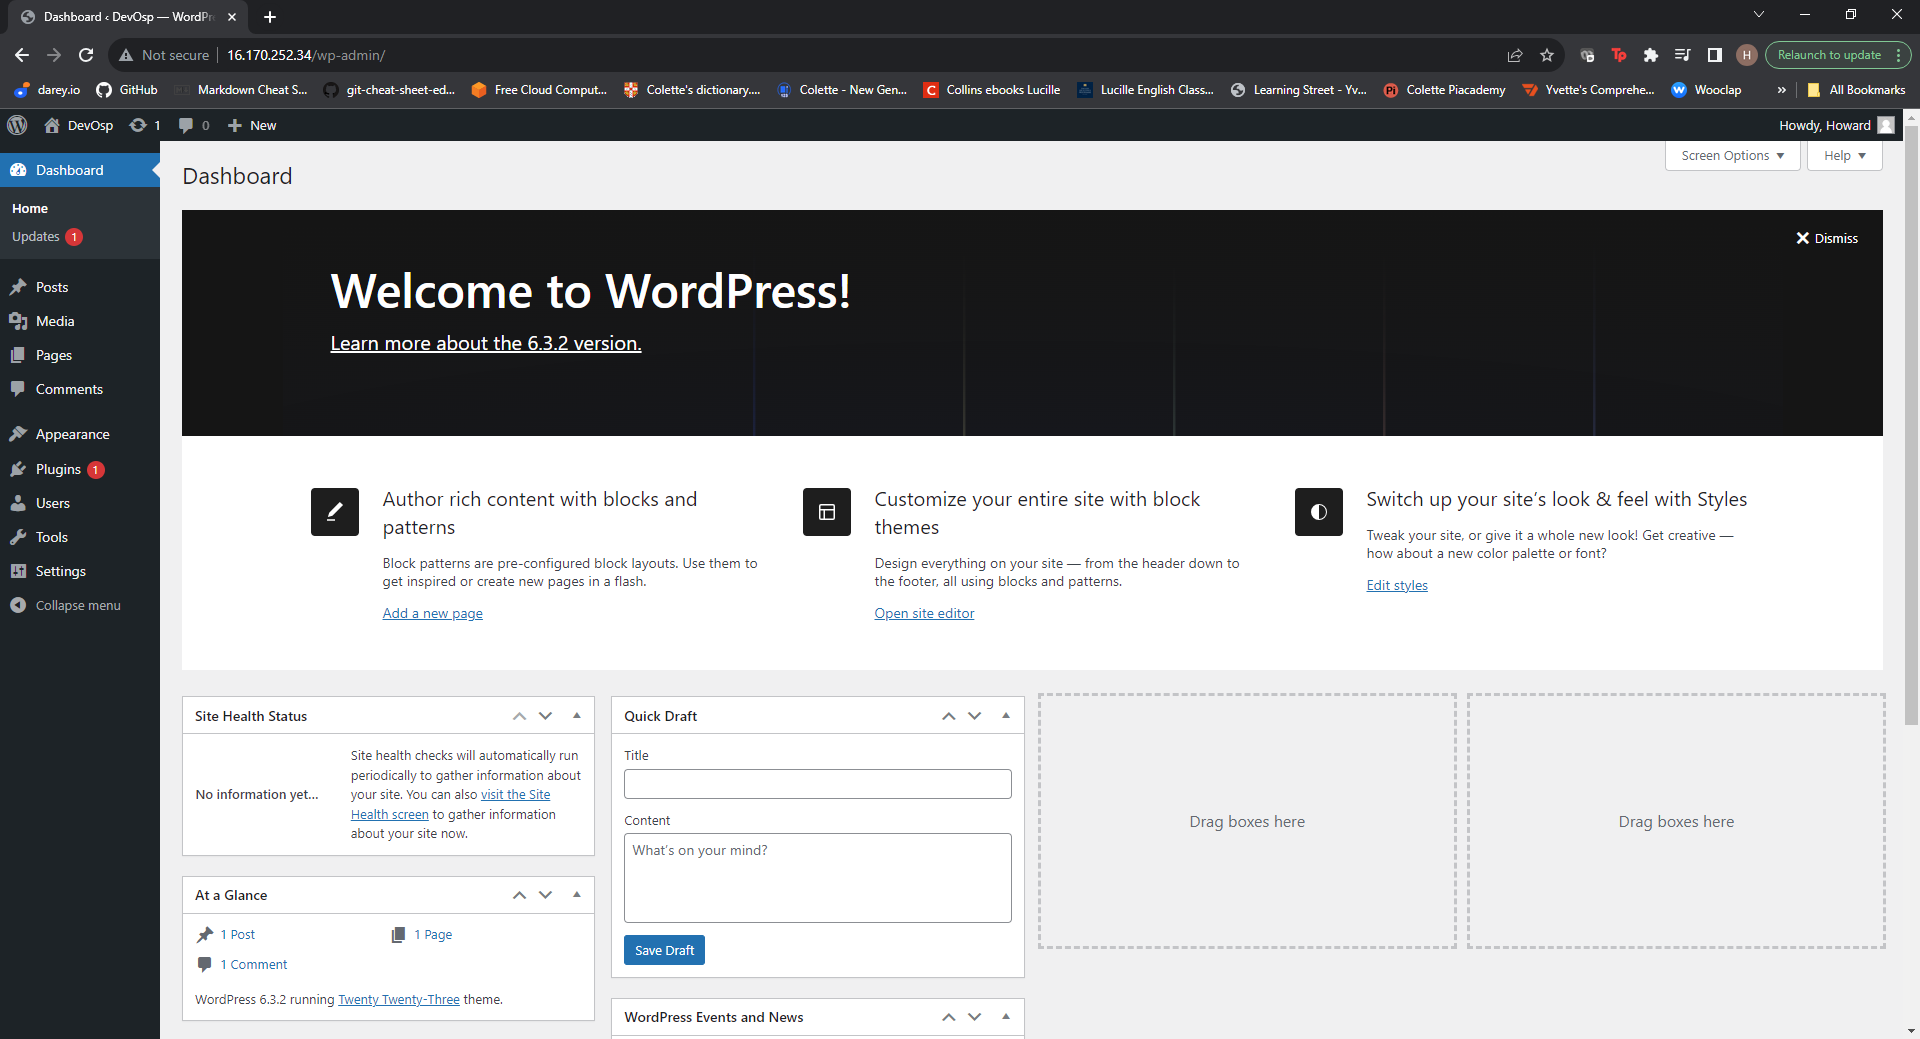 Dashboard ‹ DevOsp — WordPr
Not secure
16.170.252.34/wp-admin/
Tp
H
Relaunch to update
darey.io
GitHub
Markdown Cheat S...
git-cheat-sheet-ed...
Free Cloud Comput...
Colette's dictionary....
Colette - New Gen...
C
Collins ebooks Lucille
Lucille English Class...
Learning Street - Yv...
Pi
Colette Piacademy
Yvette's Comprehe...
Wooclap
»
All Bookmarks
DevOsp
1
0
New
Howdy, Howard
Dashboard
Home
Updates 1
Posts
Media
Pages
Comments
Appearance
Plugins 1
Users
Tools
Settings
Collapse menu
Screen Options
Help
Dashboard
Dismiss
Welcome to WordPress!
Learn more about the 6.3.2 version.
Author rich content with blocks and
patterns
Block patterns are pre-configured block layouts. Use them to
get inspired or create new pages in a flash.
Add a new page
Customize your entire site with block
themes
Design everything on your site — from the header down to
the footer, all using blocks and patterns.
Open site editor
Switch up your site’s look & feel with Styles
Tweak your site, or give it a whole new look! Get creative —
how about a new color palette or font?
Edit styles
Site Health Status
No information yet...
Site health checks will automatically run
periodically to gather information about
your site. You can also visit the Site
Health screen to gather information
about your site now.
At a Glance
1 Post
1 Page
1 Comment
WordPress 6.3.2 running Twenty Twenty-Three theme.
Quick Draft
Title
Content
What's on your mind?
Save Draft
WordPress Events and News
Drag boxes here
Drag boxes here